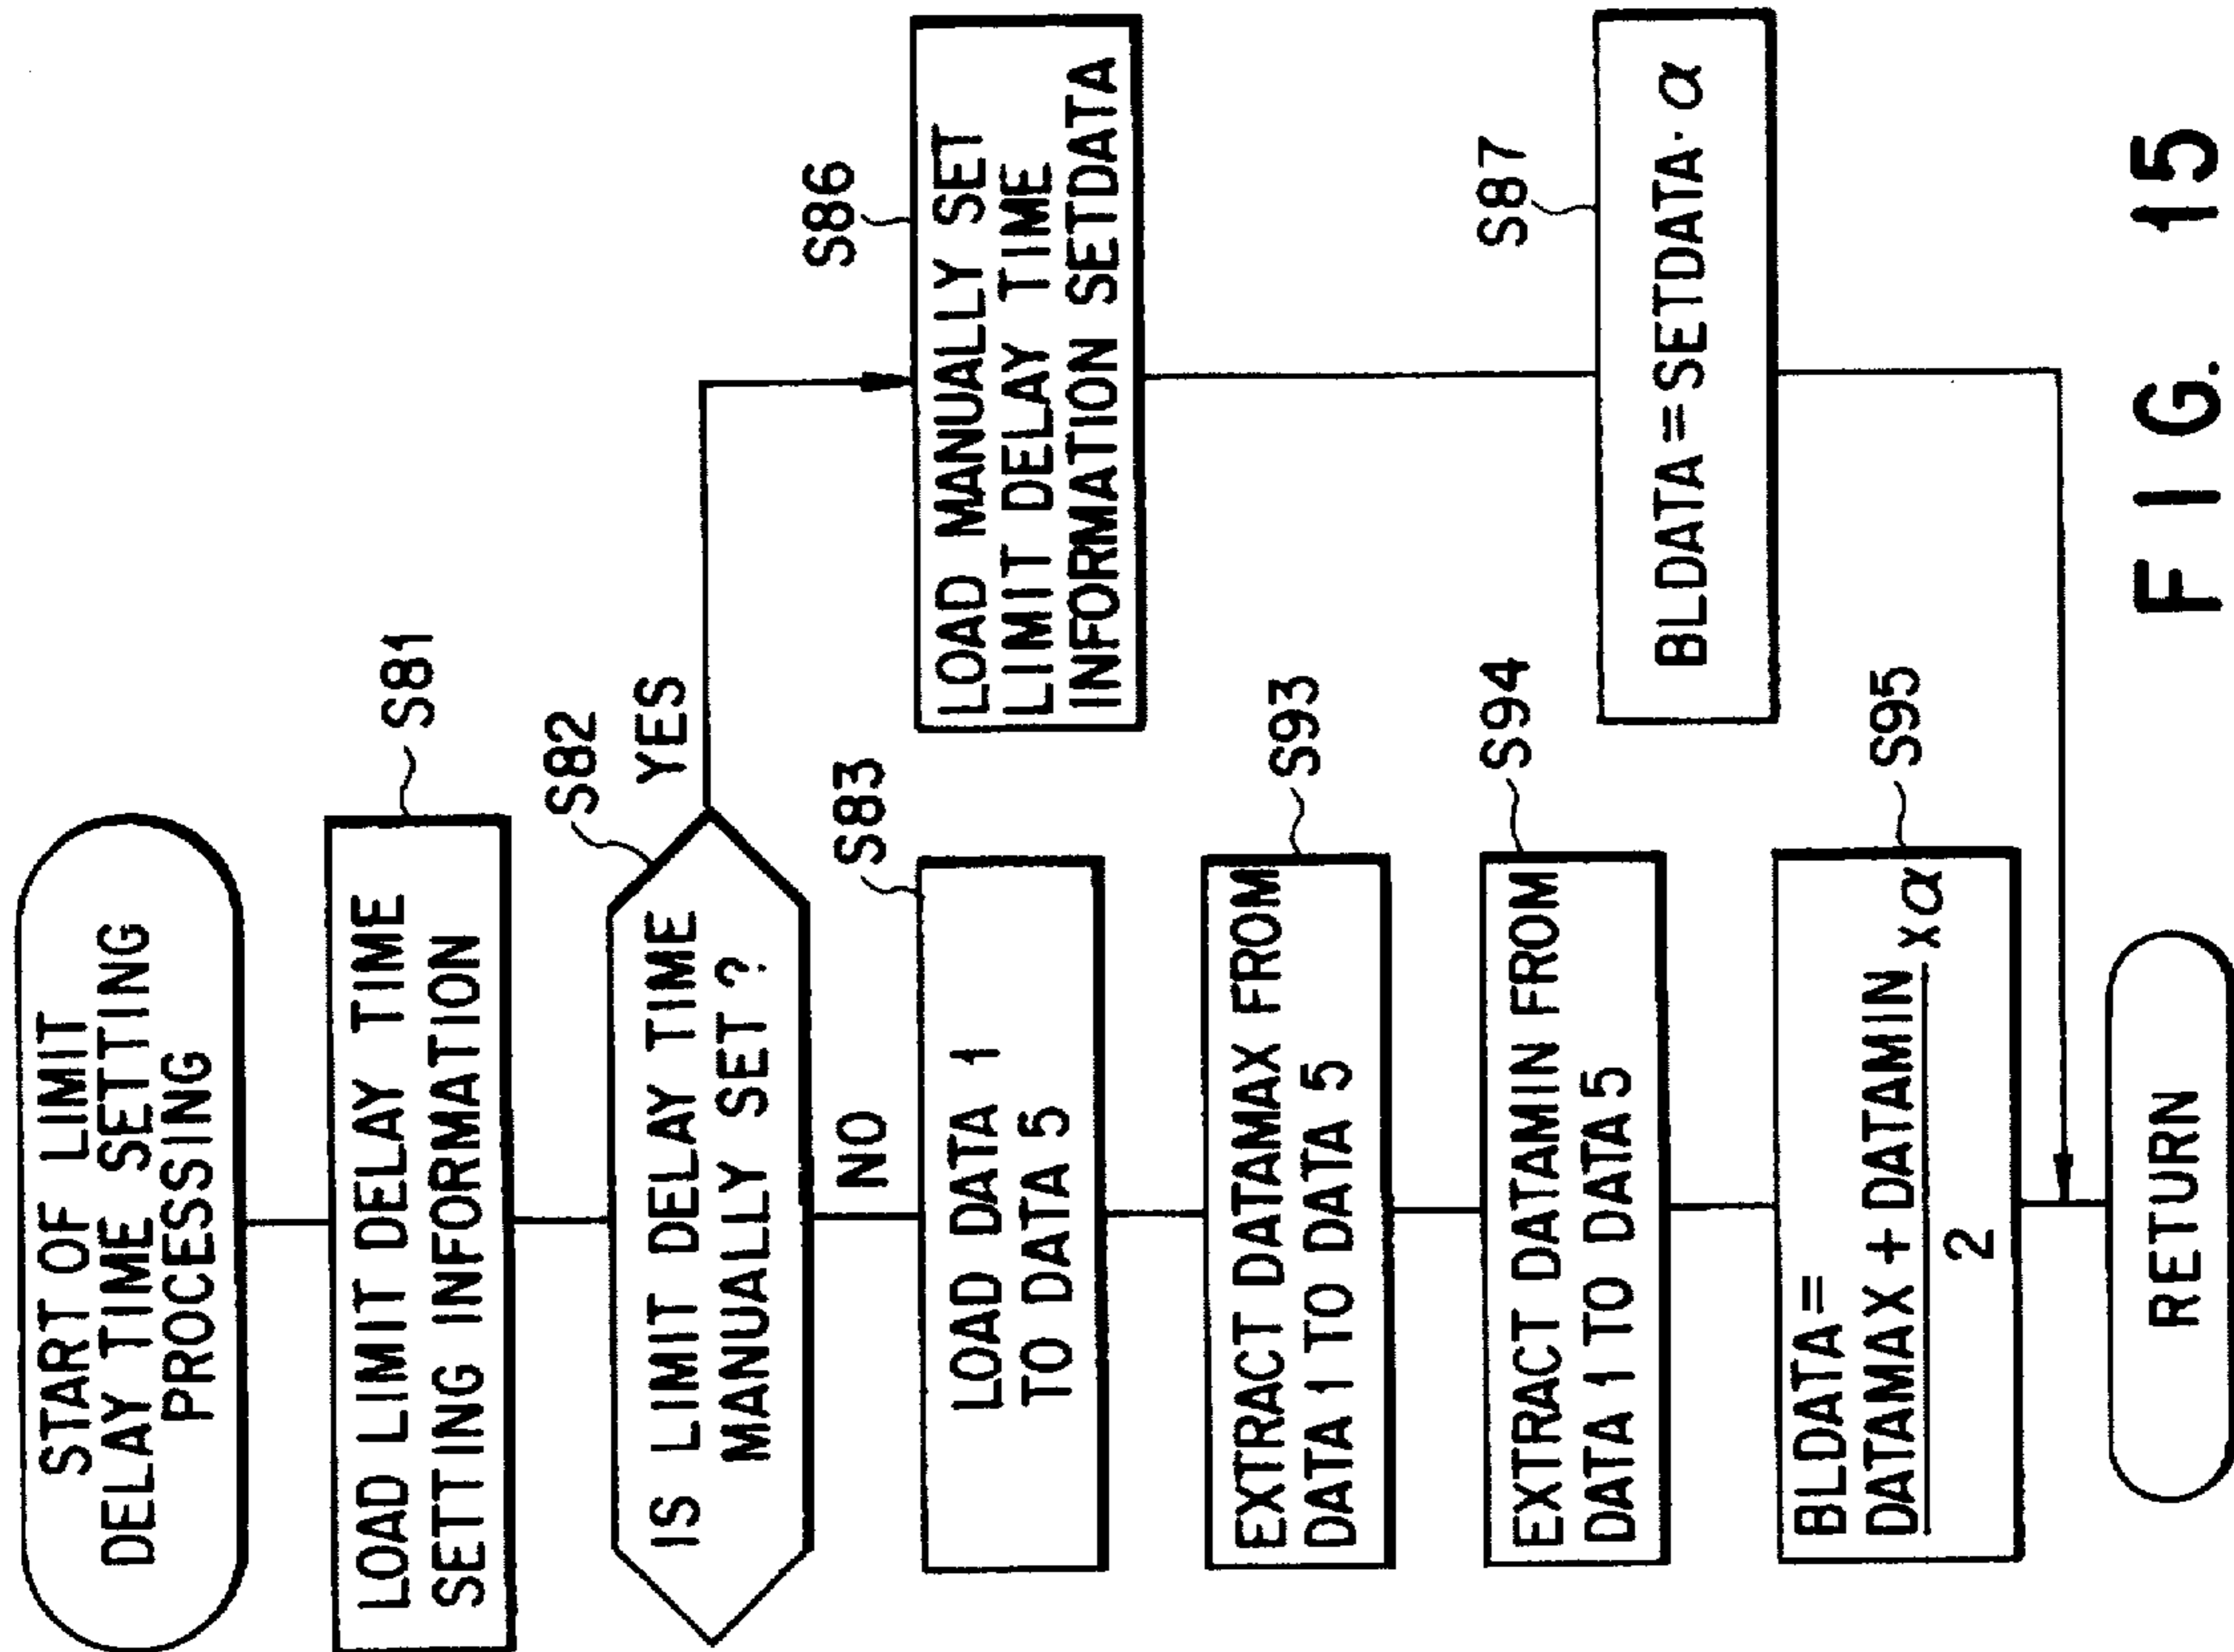 START OF LIMIT
DELAY TIME SETTING
PROCESSING
LOAD LIMIT DELAY TIME
SETTING INFORMATION
S81
IS LIMIT DELAY TIME
MANUALLY SET?
S82
YES
NO
LOAD DATA 1
TO DATA 5
S83
EXTRACT DATAMAX FROM
DATA 1 TO DATA 5
S93
EXTRACT DATAMIN FROM
DATA 1 TO DATA 5
S94
BLDATA=
DATAMAX + DATAMIN x α
2
S95
LOAD MANUALLY SET
LIMIT DELAY TIME
INFORMATION SETDATA
S86
BLDATA=SETDATA·α
S87
RETURN
FIG. 15